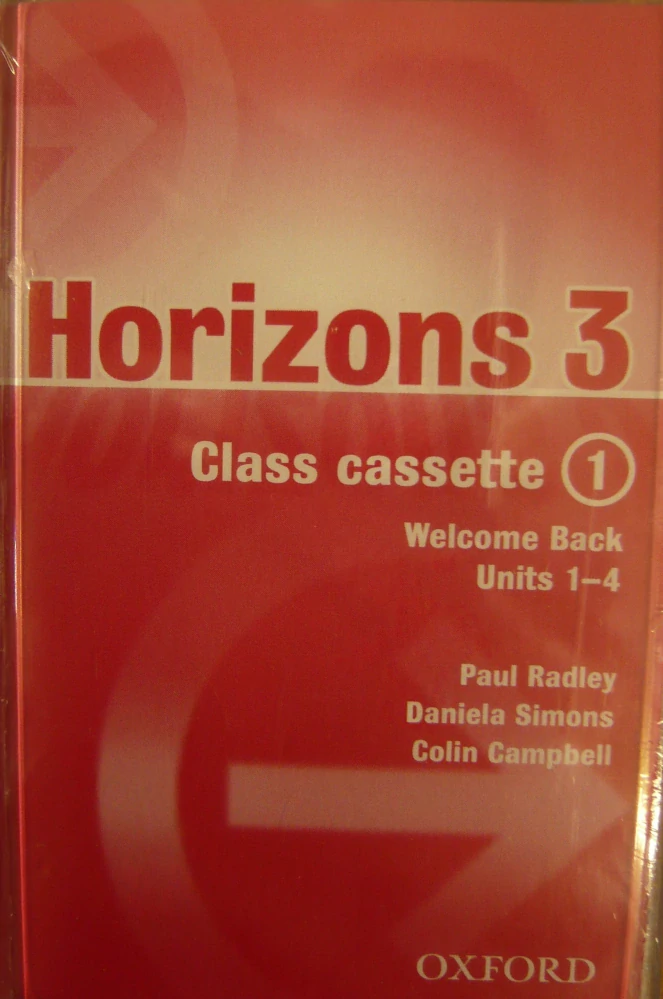 Horizons 3
Class cassette 1
Welcome Back
Units 1–4
Paul Radley
Daniela Simons
Colin Campbell
OXFORD